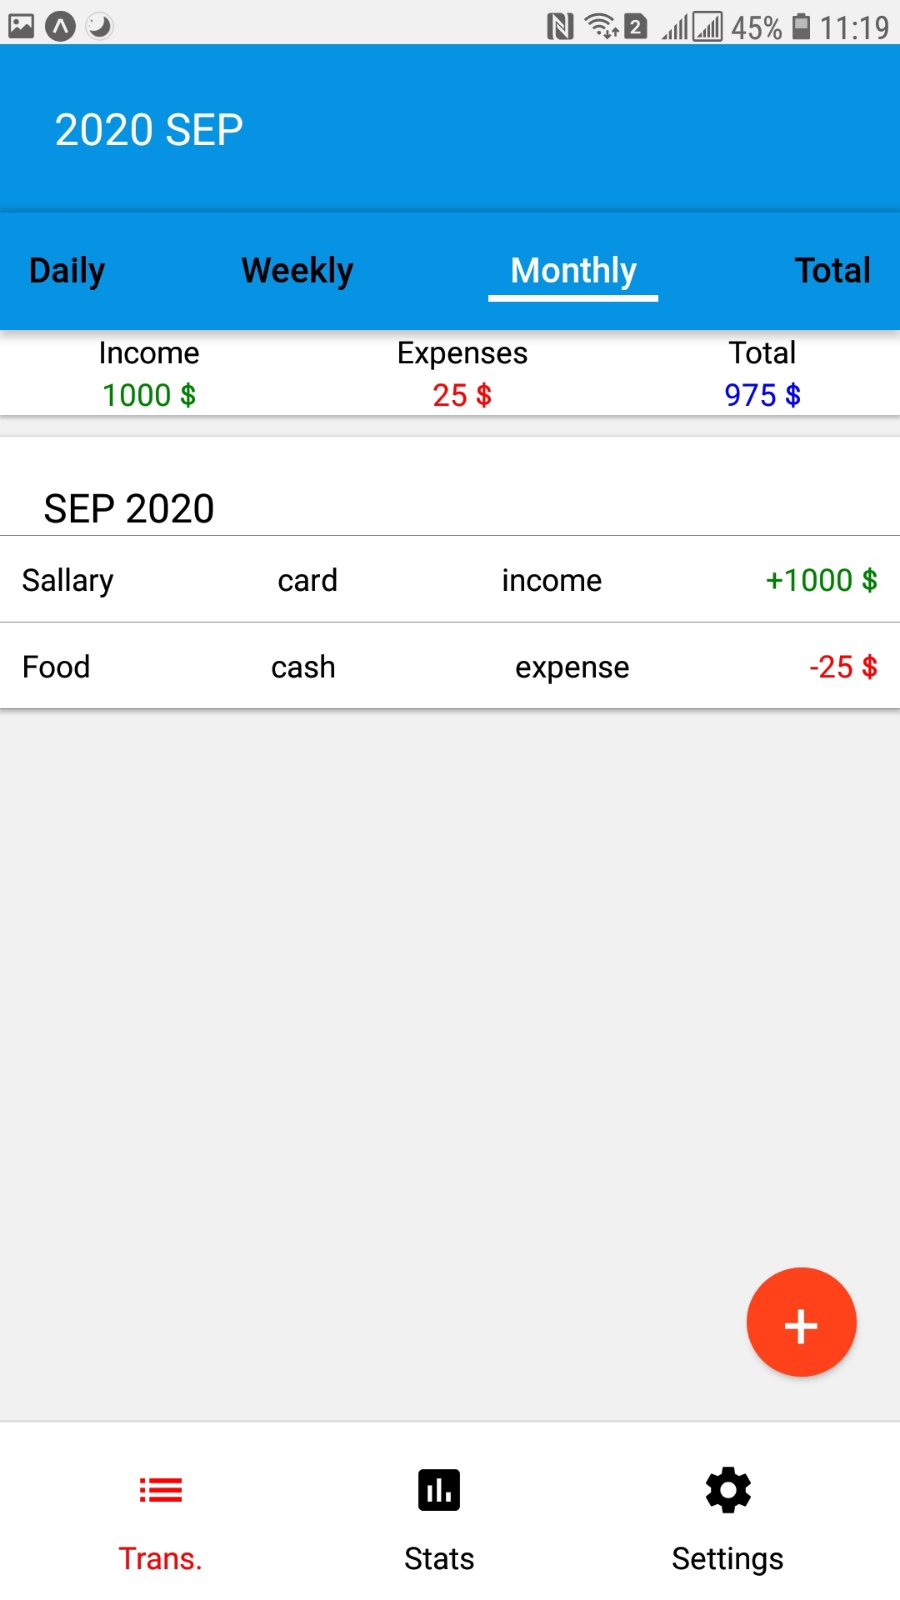 2 45% 11:19
2020 SEP
Daily Weekly Monthly Total
Income Expenses Total
1000 $ 25 $ 975 $
SEP 2020
Sallary card income +1000 $
Food cash expense -25 $
+
Trans. Stats Settings